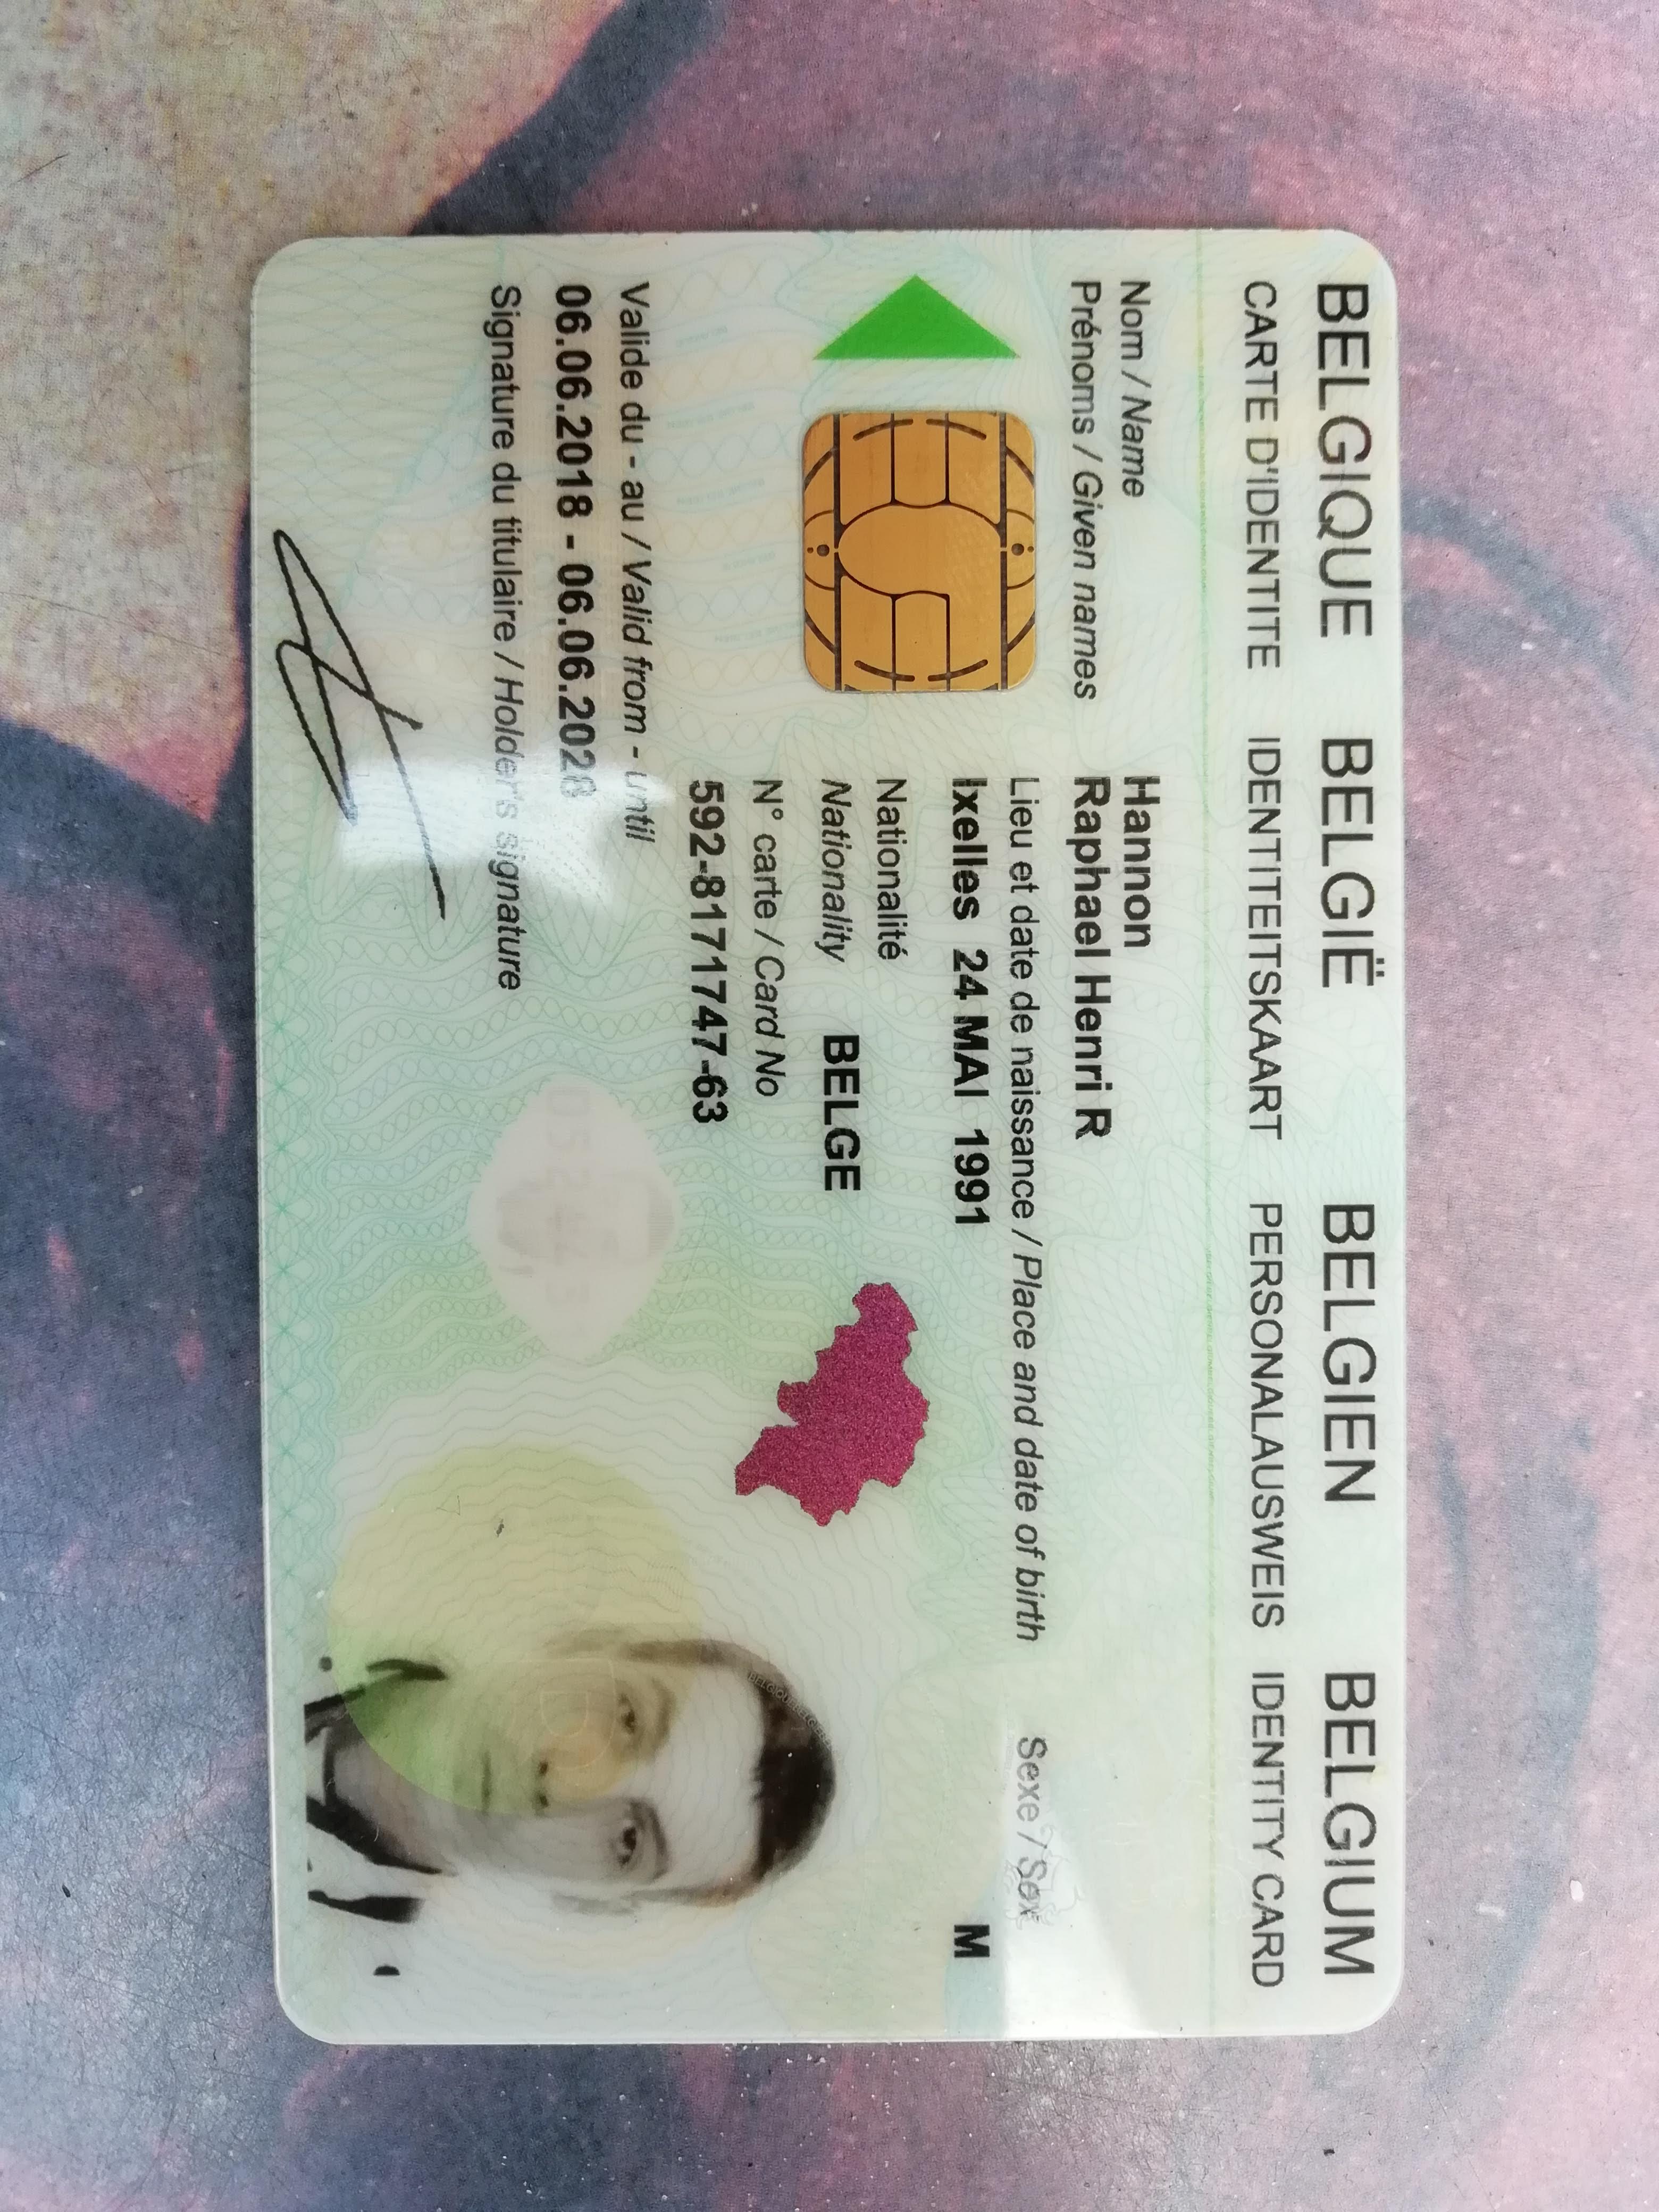 BELGIQUE BELGIË BELGIEN BELGIUM
CARTE D'IDENTITE IDENTITEITSKAART PERSONALAUSWEIS IDENTITY CARD
Nom / Name Hannon
Prénoms / Given names Raphael Henri R
Lieu et date de naissance / Place and date of birth Sexe / Sex
Ixelles 24 MAI 1991 M
Nationalité
Nationality BELGE
N° carte / Card No
592-8171747-63
Valide du - au / Valid from - until
06.06.2018 - 06.06.2028
Signature du titulaire / Holder's signature